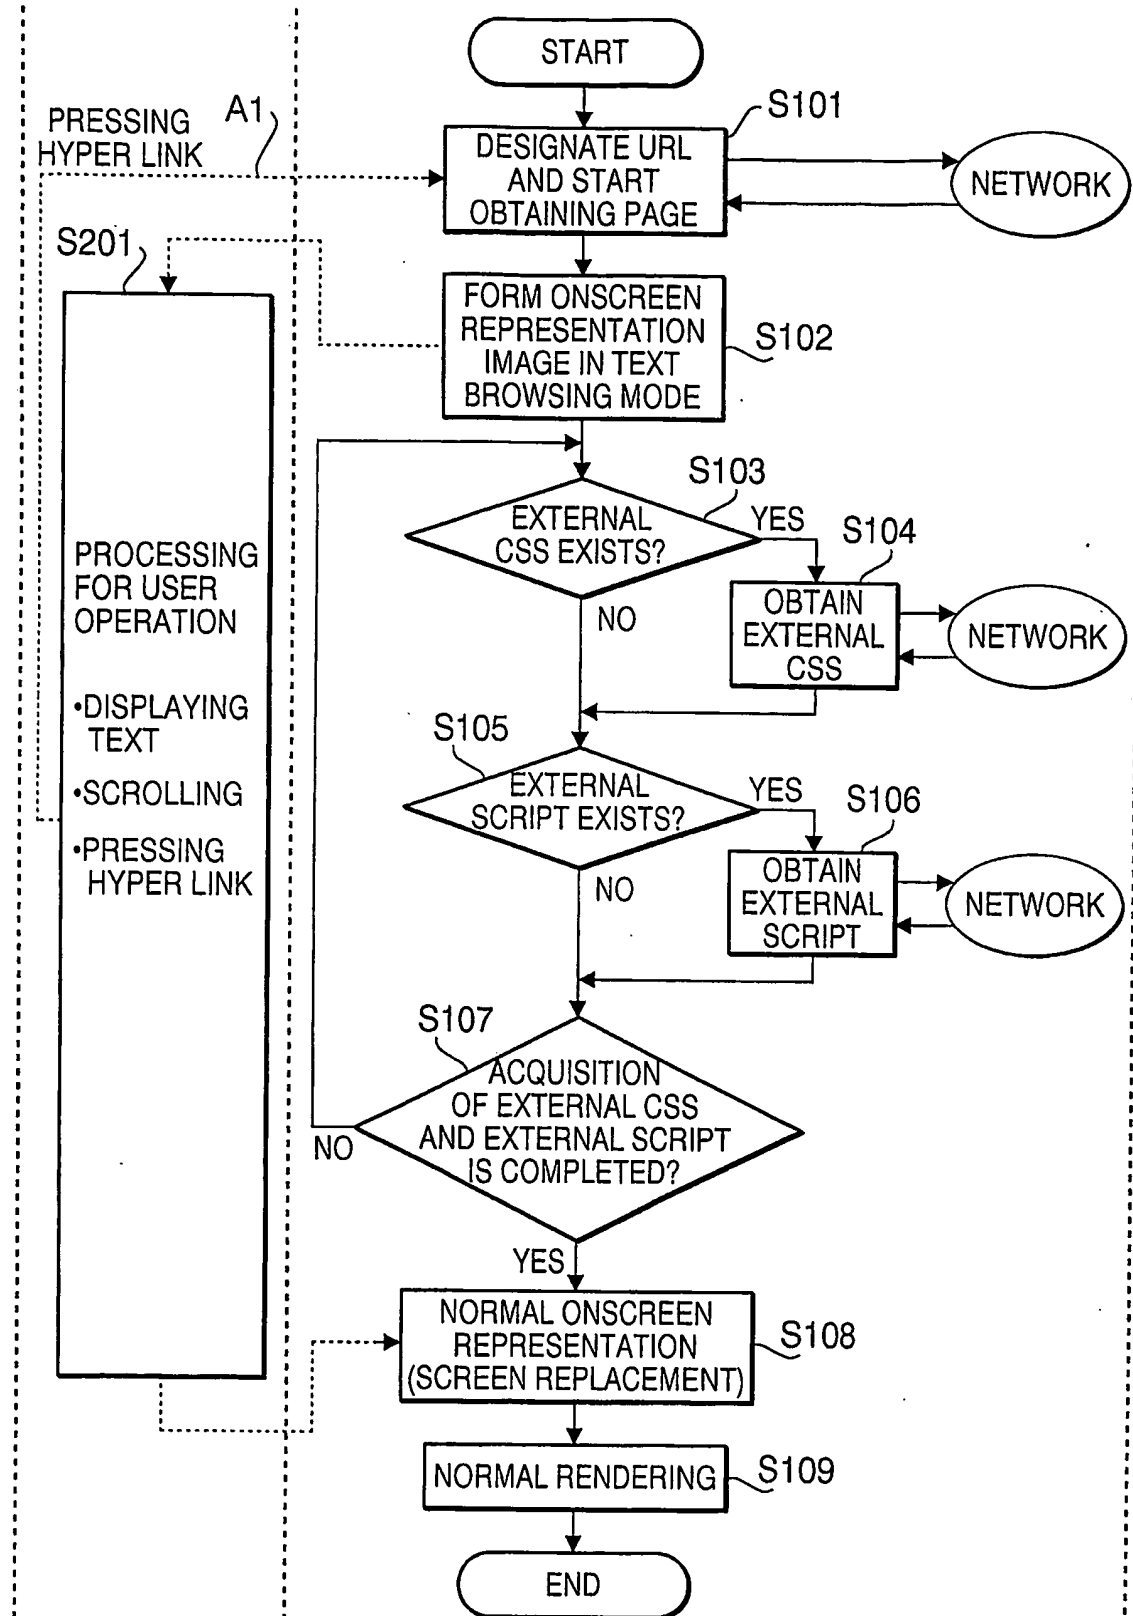 START
PRESSING
HYPER LINK
A1
S101
DESIGNATE URL
AND START
OBTAINING PAGE
NETWORK
S201
FORM ONSCREEN
REPRESENTATION
IMAGE IN TEXT
BROWSING MODE
S102
S103
EXTERNAL
CSS EXISTS?
YES
NO
S104
OBTAIN
EXTERNAL
CSS
NETWORK
PROCESSING
FOR USER
OPERATION
•DISPLAYING
TEXT
•SCROLLING
•PRESSING
HYPER LINK
S105
EXTERNAL
SCRIPT EXISTS?
YES
NO
S106
OBTAIN
EXTERNAL
SCRIPT
NETWORK
S107
ACQUISITION
OF EXTERNAL CSS
AND EXTERNAL SCRIPT
IS COMPLETED?
NO
YES
NORMAL ONSCREEN
REPRESENTATION
(SCREEN REPLACEMENT)
S108
NORMAL RENDERING
S109
END